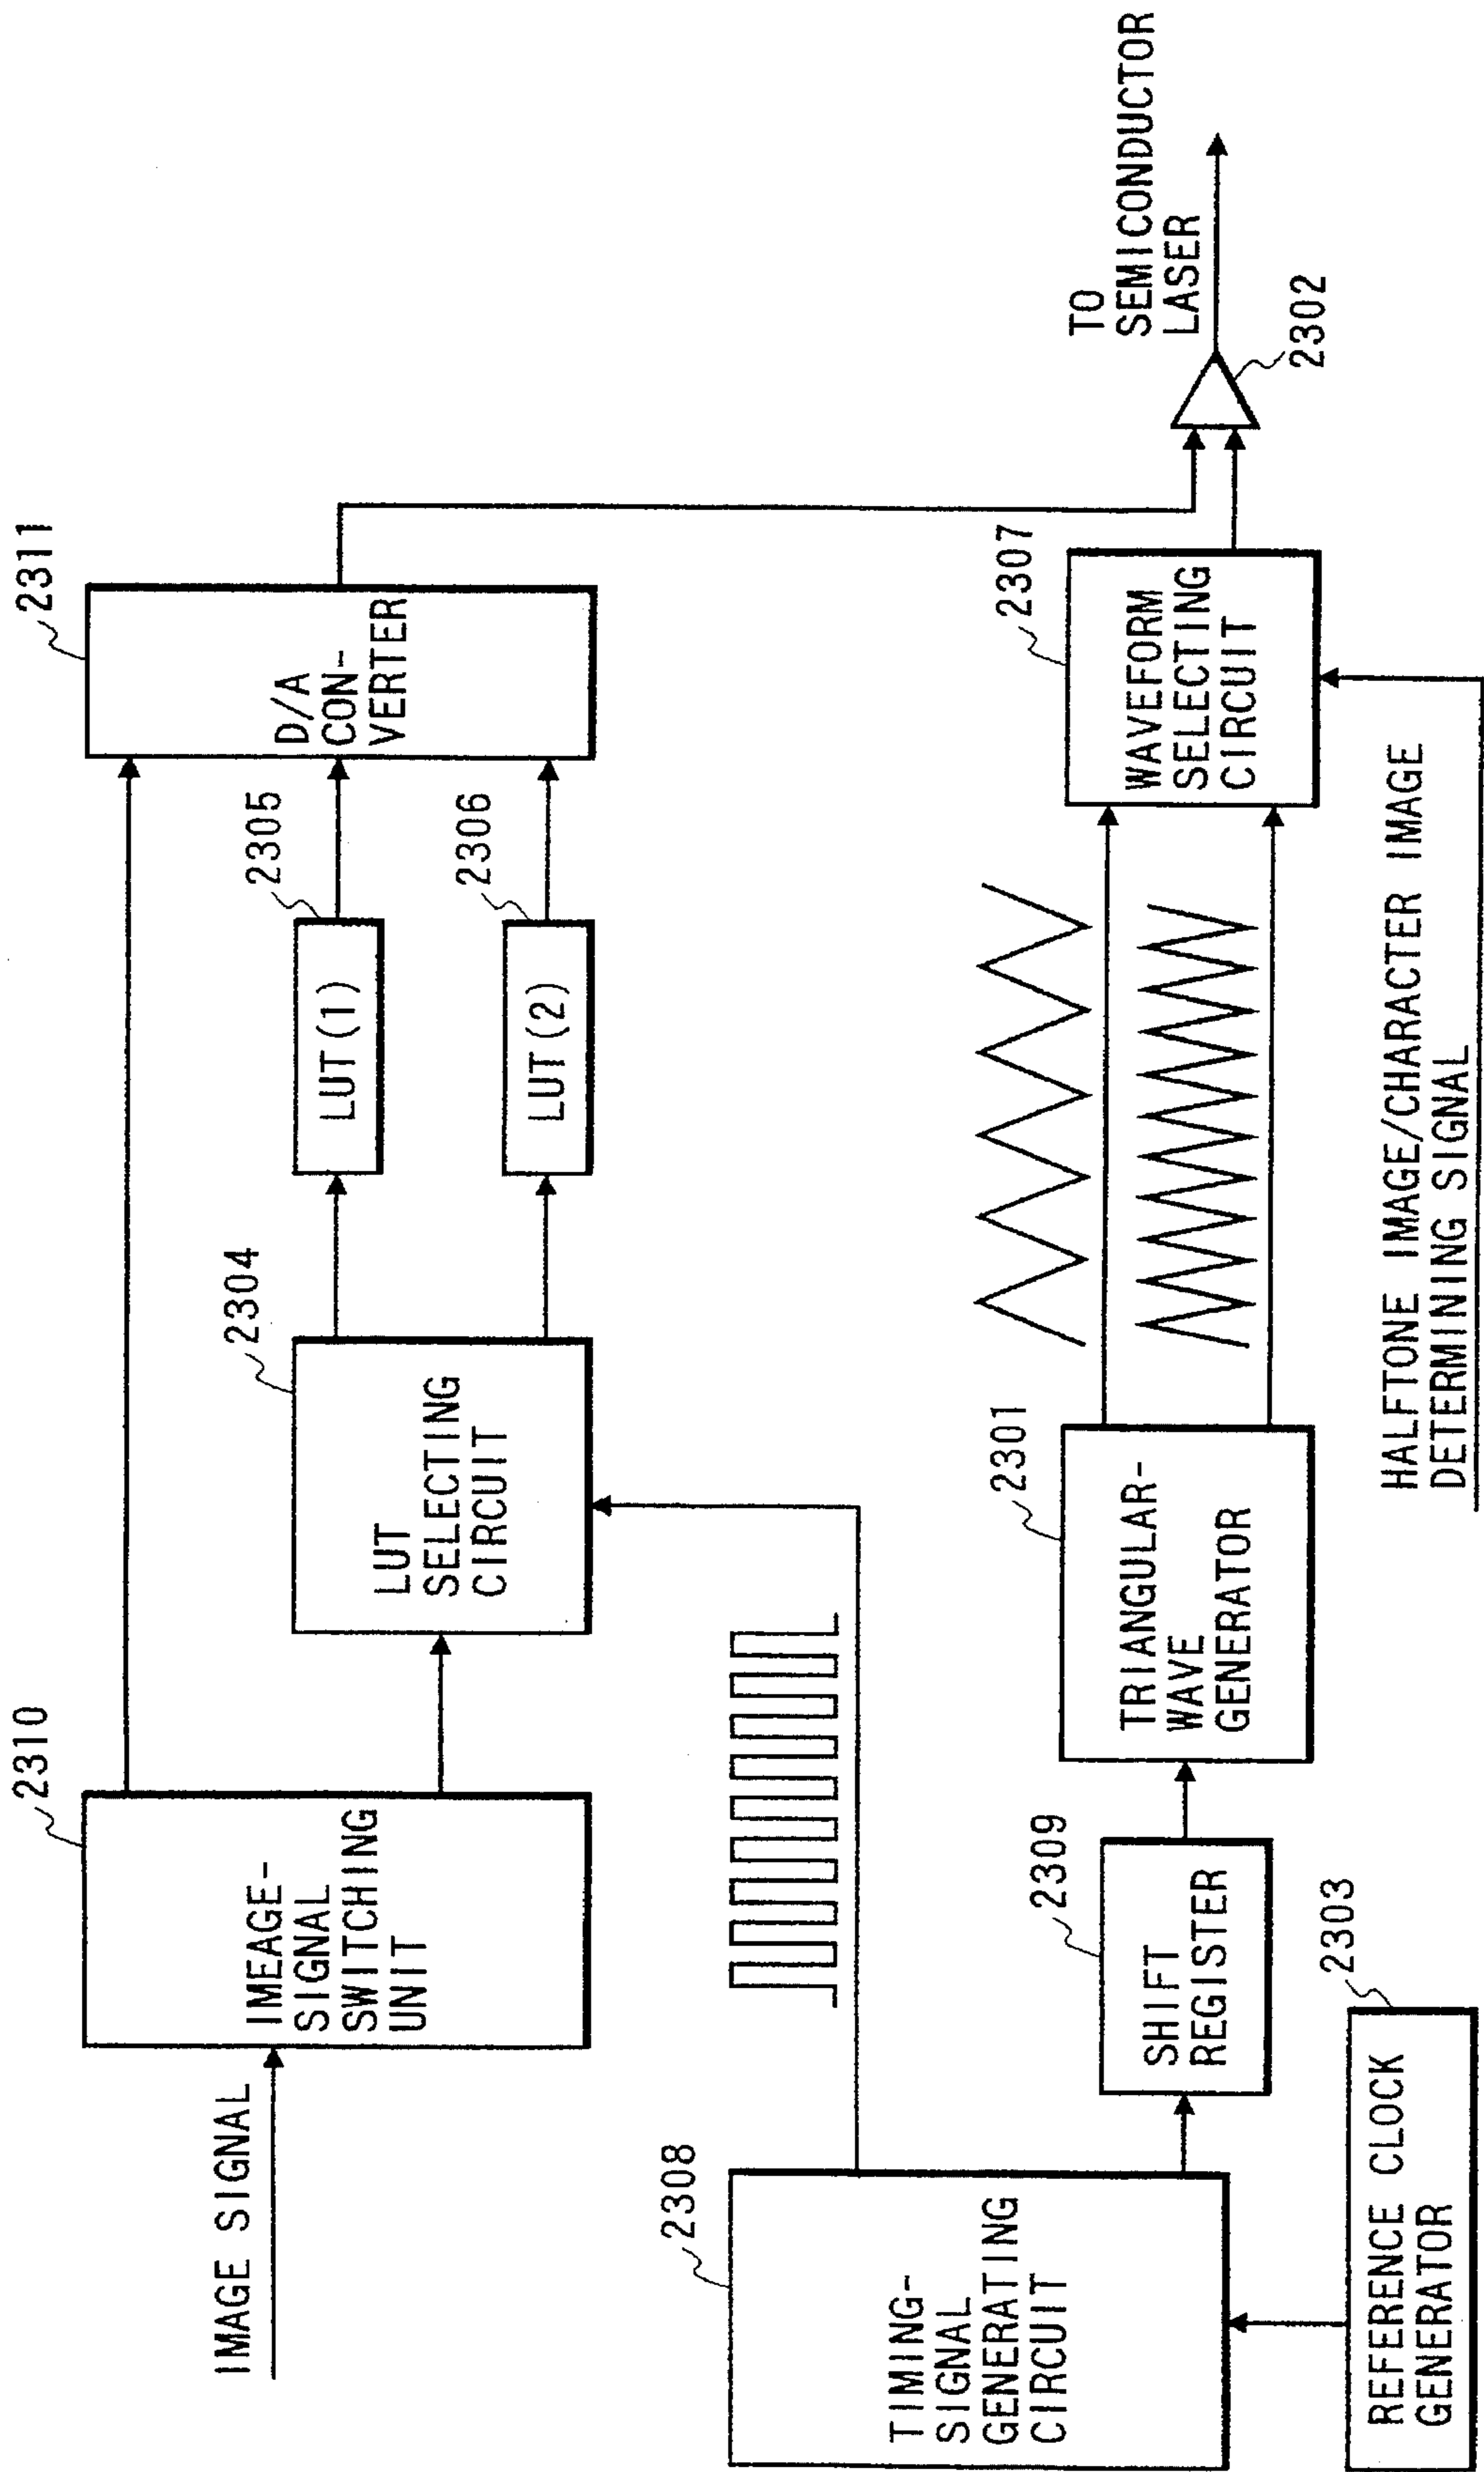 2310
2311
IMAGE SIGNAL
IMEAGE-
SIGNAL
SWITCHING
UNIT
2304
LUT
SELECTING
CIRCUIT
2305
LUT(1)
2306
LUT(2)
D/A
CON-
VERTER
2308
TIMING-
SIGNAL
GENERATING
CIRCUIT
2309
SHIFT
REGISTER
2301
TRIANGULAR-
WAVE
GENERATOR
2307
WAVEFORM
SELECTING
CIRCUIT
TO
SEMICONDUCTOR
LASER
2302
2303
REFERENCE CLOCK
GENERATOR
HALFTONE IMAGE/CHARACTER IMAGE
DETERMINING SIGNAL